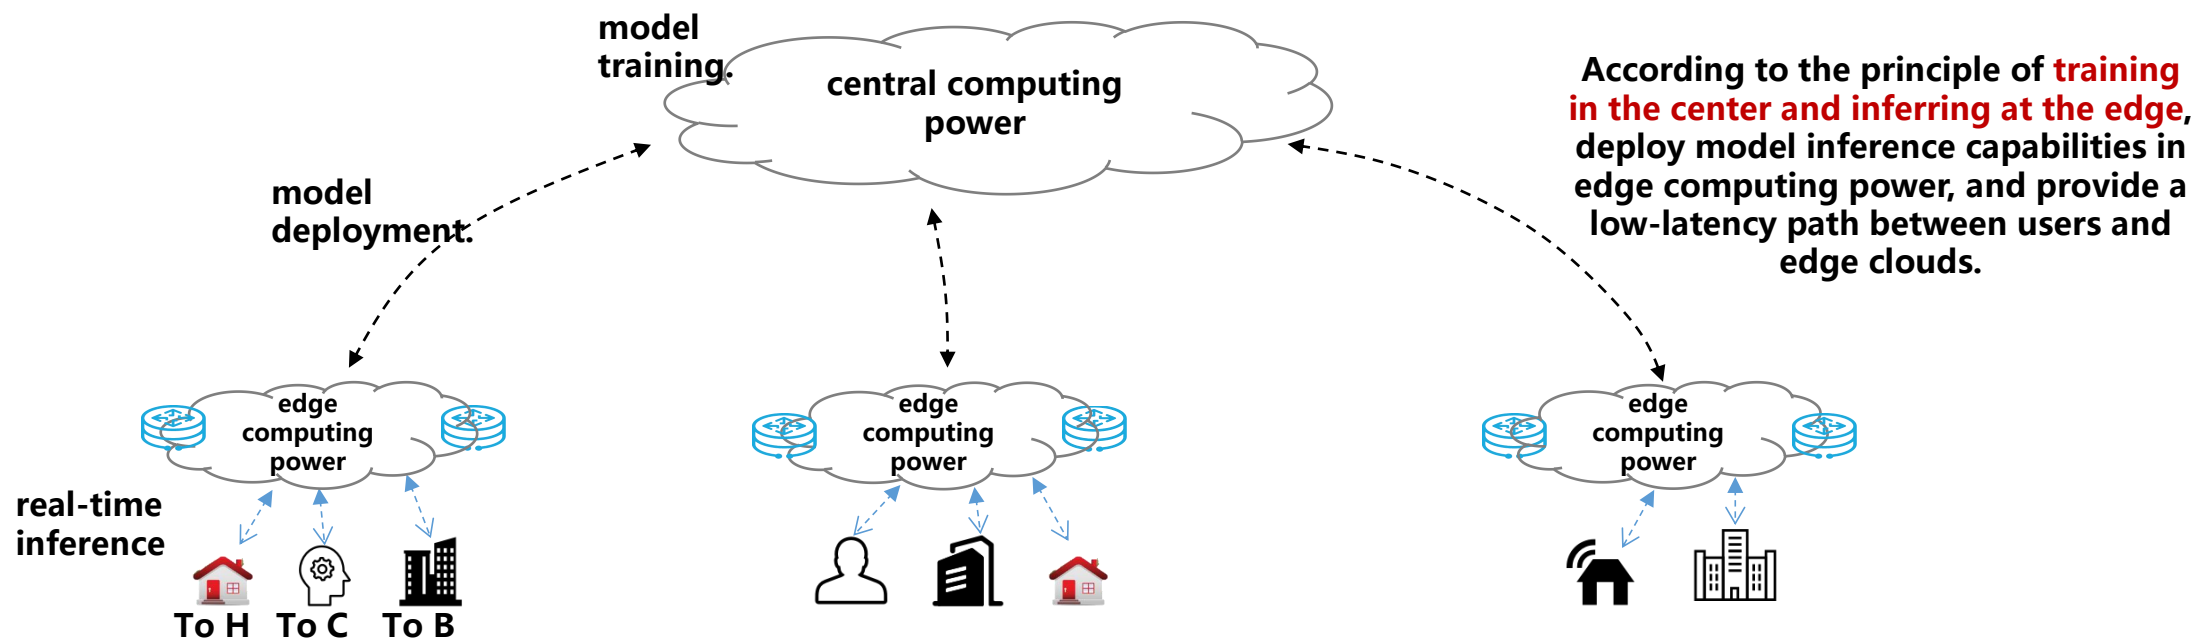 model
training.
central computing
power
According to the principle of training
in the center and inferring at the edge,
deploy model inference capabilities in
edge computing power, and provide a
low-latency path between users and
edge clouds.
model
deployment.
edge
computing
power
edge
computing
power
edge
computing
power
real-time
inference
To H
To C
To B